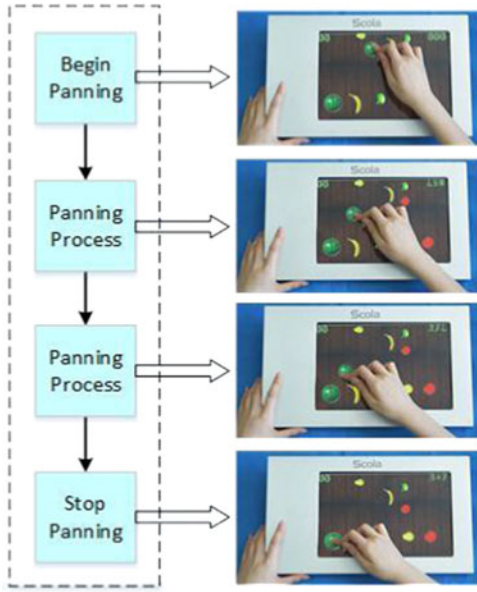 Begin
Panning
Scola
Panning
Process
Scola
Panning
Process
Scola
Stop
Panning
Scola